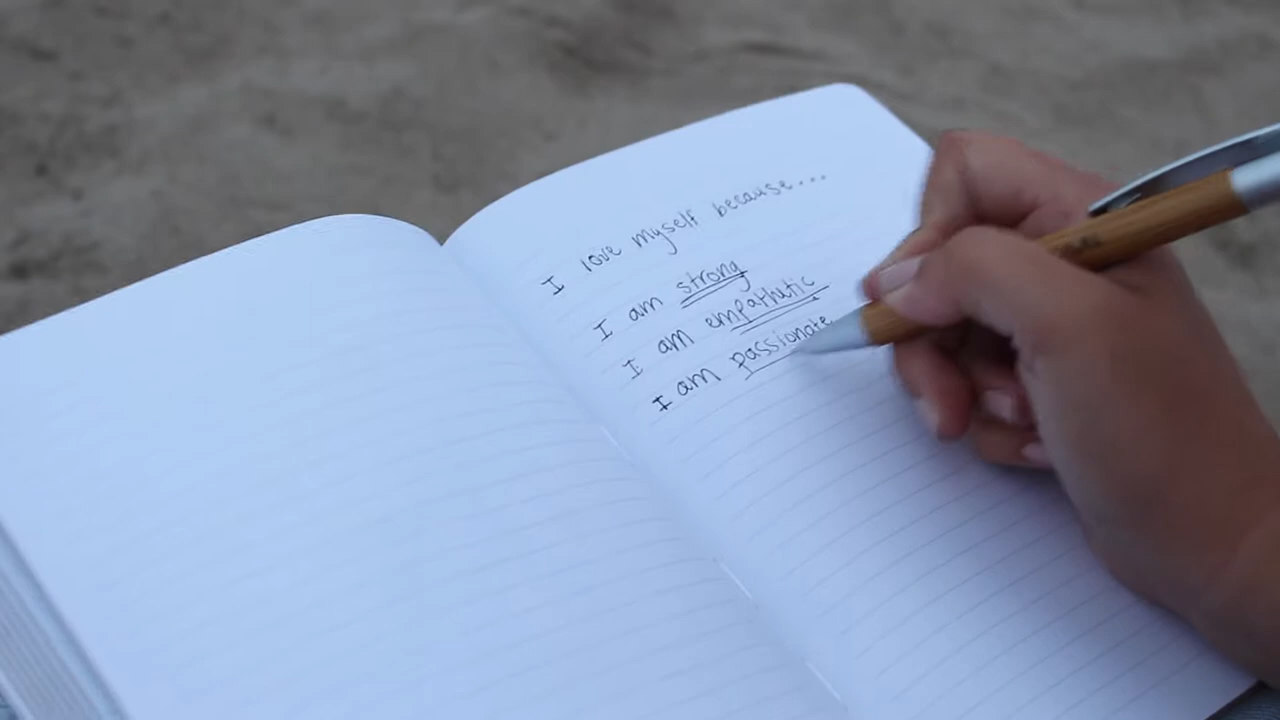 I love myself because...
I am strong
I am empathetic
I am passionate